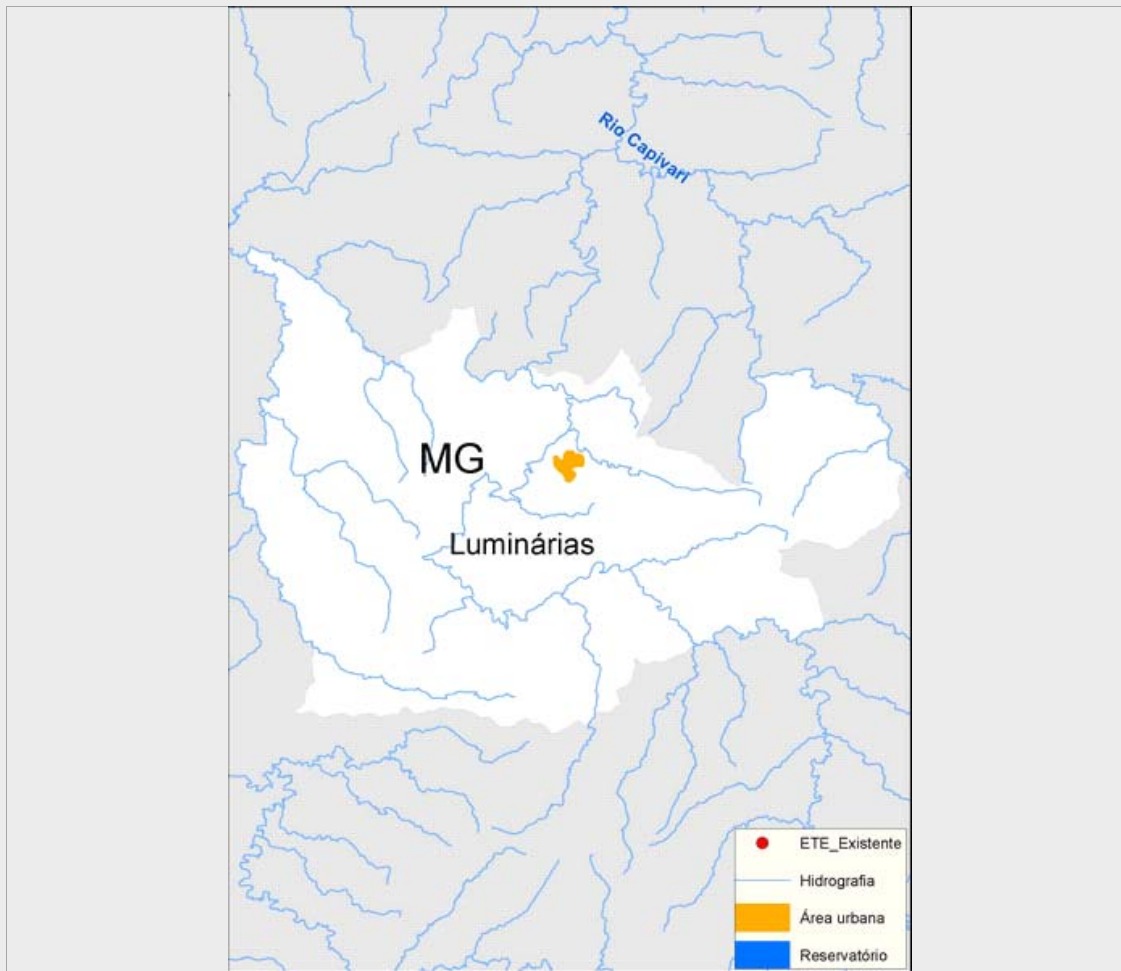 Rio Capivari
MG
Luminárias
ETE_Existente
Hidrografia
Área urbana
Reservatório